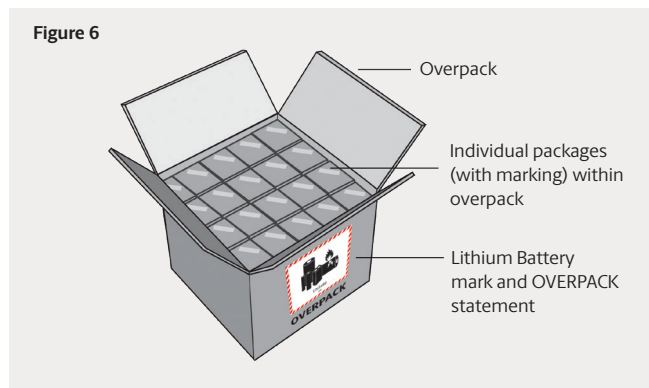 Figure 6
Overpack
Individual packages
(with marking) within
overpack
Lithium Battery
mark and OVERPACK
statement
OVERPACK